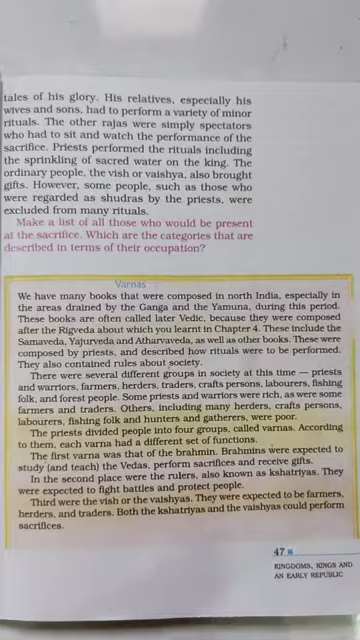 tales of his glory. His relatives, especially his
wives and sons, had to perform a variety of minor
rituals. The other rajas were simply spectators
who had to sit and watch the performance of the
sacrifice. Priests performed the rituals including
the sprinkling of sacred water on the king. The
ordinary people, the vish or vaishya, also brought
gifts. However, some people, such as those who
were regarded as shudras by the priests, were
excluded from many rituals.
Make a list of all those who would be present
at the sacrifice. Which are the categories that are
described in terms of their occupation?
Varnas
We have many books that were composed in north India, especially in
the areas drained by the Ganga and the Yamuna, during this period.
These books are often called later Vedic, because they were composed
after the Rigveda about which you learnt in Chapter 4. These include the
Samaveda, Yajurveda and Atharvaveda, as well as other books. These were
composed by priests, and described how rituals were to be performed.
They also contained rules about society.
There were several different groups in society at this time — priests
and warriors, farmers, herders, traders, crafts persons, labourers, fishing
folk, and forest people. Some priests and warriors were rich, as were some
farmers and traders. Others, including many herders, crafts persons,
labourers, fishing folk and hunters and gatherers, were poor.
The priests divided people into four groups, called varnas. According
to them, each varna had a different set of functions.
The first varna was that of the brahmin. Brahmins were expected to
study (and teach) the Vedas, perform sacrifices and receive gifts.
In the second place were the rulers, also known as kshatriyas. They
were expected to fight battles and protect people.
Third were the vish or the vaishyas. They were expected to be farmers,
herders, and traders. Both the kshatriyas and the vaishyas could perform
sacrifices.
47
KINGDOMS, KINGS AND
AN EARLY REPUBLIC